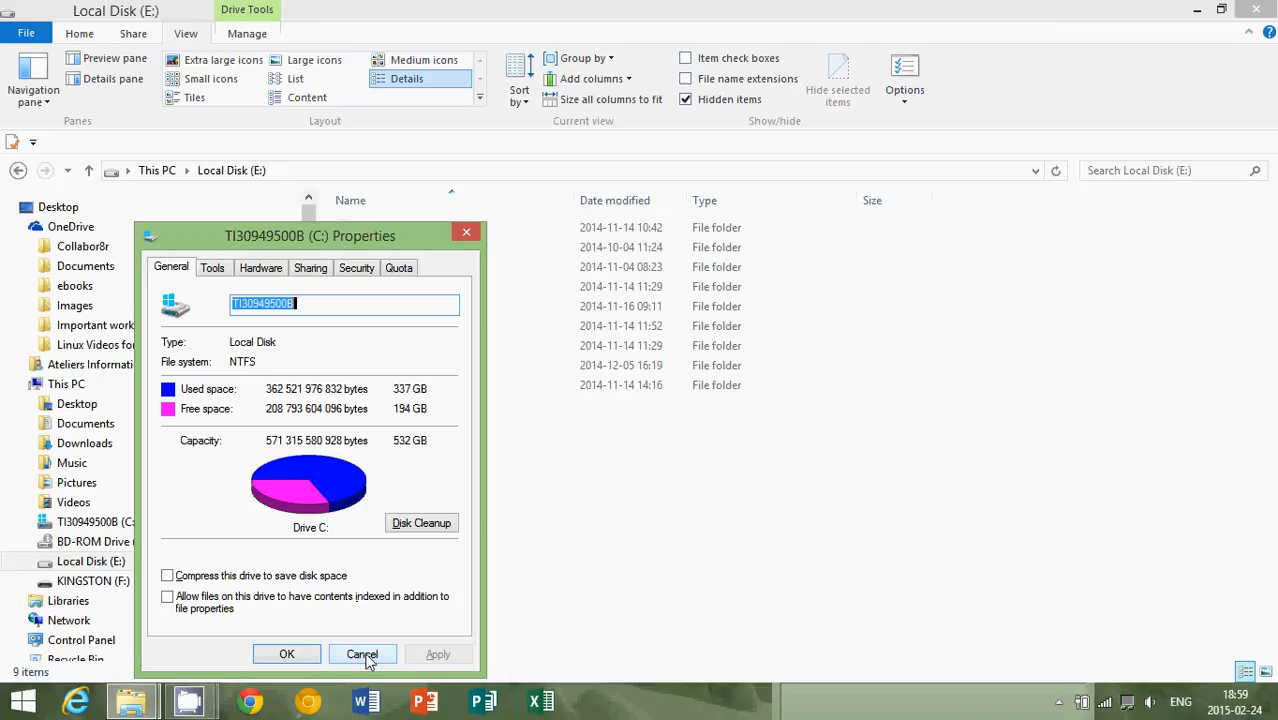 Local Disk (E:)
Drive Tools
File
Home
Share
View
Manage
Navigation pane
Preview pane
Details pane
Extra large icons
Large icons
Medium icons
Small icons
List
Details
Tiles
Content
Sort by
Group by
Add columns
Size all columns to fit
Item check boxes
File name extensions
Hidden items
Hide selected items
Options
Panes
Layout
Current view
Show/hide
This PC
Local Disk (E:)
Search Local Disk (E:)
Desktop
OneDrive
Collabor8r
Documents
ebooks
Images
Important work
Linux Videos fo
Ateliers Informati
This PC
Desktop
Documents
Downloads
Music
Pictures
Videos
TI30949500B (C:
BD-ROM Drive (
Local Disk (E:)
KINGSTON (F:)
Libraries
Network
Control Panel
Recycle Bin
9 items
Name
Date modified
Type
Size
2014-11-14 10:42 File folder
2014-10-04 11:24 File folder
2014-11-04 08:23 File folder
2014-11-14 11:29 File folder
2014-11-16 09:11 File folder
2014-11-14 11:52 File folder
2014-11-14 11:29 File folder
2014-12-05 16:19 File folder
2014-11-14 14:16 File folder
TI30949500B (C:) Properties
General
Tools
Hardware
Sharing
Security
Quota
TI30949500B
Type: Local Disk
File system: NTFS
Used space: 362 521 976 832 bytes 337 GB
Free space: 208 793 604 096 bytes 194 GB
Capacity: 571 315 580 928 bytes 532 GB
Drive C:
Disk Cleanup
Compress this drive to save disk space
Allow files on this drive to have contents indexed in addition to
file properties
OK
Cancel
Apply
ENG
18:59
2015-02-24